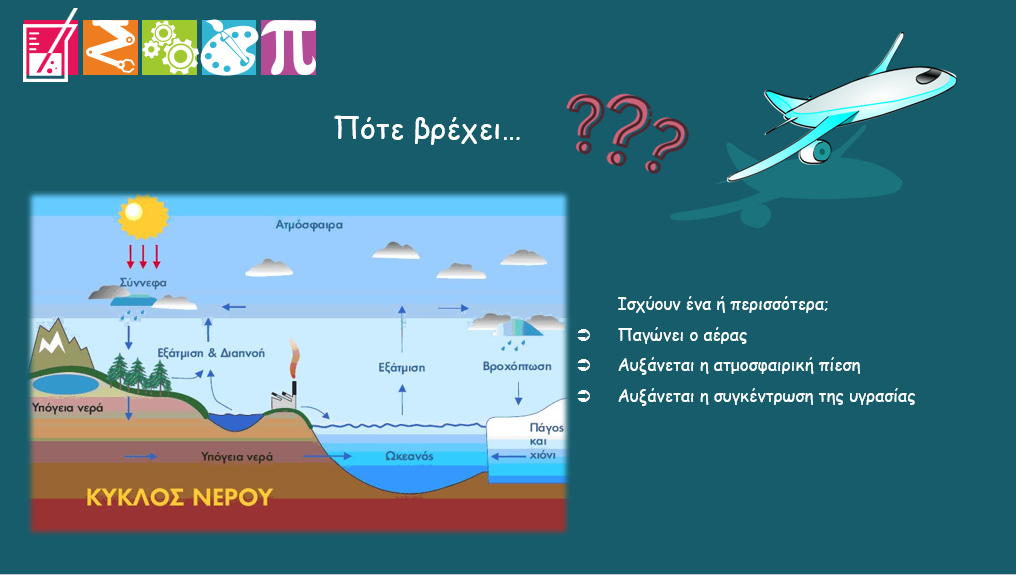 Πότε βρέχει...
Ατμόσφαιρα
Σύννεφα
Εξάτμιση & Διαπνοή
Εξάτμιση
Βροχόπτωση
Υπόγεια νερά
Πάγος
και
χιόνι
Υπόγεια νερά
Ωκεανός
ΚΥΚΛΟΣ ΝΕΡΟΥ
Ισχύουν ένα ή περισσότερα;
Παγώνει ο αέρας
Αυξάνεται η ατμοσφαιρική πίεση
Αυξάνεται η συγκέντρωση της υγρασίας